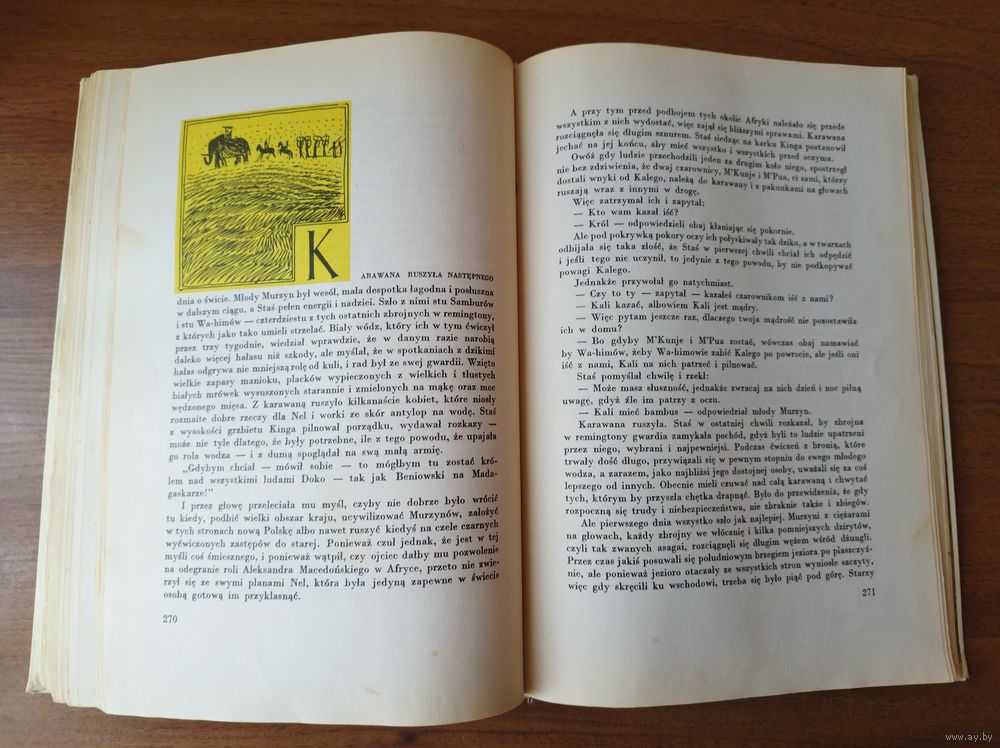 K
ARAWANA RUSZYŁA NASTĘPNEGO
dnia o świcie. Młody Murzyn był wesół, mała despotka łagodna i posłuszna
w dalszym ciągu, a Staś pełen energii i nadziei. Szło z nimi stu Samburów
i stu Wa-himów — czterdziestu z tych ostatnich zbrojnych w remingtony,
z których jako tako umieli strzelać. Biały wódz, który ich w tym ćwiczył
przez trzy tygodnie, wiedział wprawdzie, że w danym razie narobią
daleko więcej hałasu niż szkody, ale myślał, że w spotkaniach z dzikimi
hałas odgrywa nie mniejszą rolę od kuli, i rad był ze swej gwardii. Wzięto
wielkie zapasy manioku, placków wypieczonych z wielkich i tłustych
białych mrówek wysuszonych starannie i zmielonych na mąkę oraz moc
wędzonego mięsa. Z karawaną ruszyło kilkanaście kobiet, które niosły
rozmaite dobre rzeczy dla Nel i worki ze skór antylop na wodę. Staś
z wysokości grzbietu Kinga pilnował porządku, wydawał rozkazy —
może nie tyle dlatego, że były potrzebne, ile z tego powodu, że upajała
go rola wodza — i z dumą spoglądał na swą małą armię.
„Gdybym chciał — mówił sobie — to mógłbym tu zostać kró-
lem nad wszystkimi ludami Doko — tak jak Beniowski na Mada-
gaskarze!"
I przez głowę przeleciała mu myśl, czyby nie dobrze było wrócić
tu kiedy, podbić wielki obszar kraju, ucywilizować Murzynów, założyć
w tych stronach nową Polskę albo nawet ruszyć kiedyś na czele czarnych
wyćwiczonych zastępów do starej. Ponieważ czuł jednak, że jest w tej
myśli coś śmiesznego, i ponieważ wątpił, czy ojciec dałby mu pozwolenie
na odegranie roli Aleksandra Macedońskiego w Afryce, przeto nie zwie-
rzył się ze swymi planami Nel, która była jedyną zapewne w świecie
osobą gotową im przyklasnąć.
270
A przy tym przed podbojem tych okolic Afryki należało się przede
wszystkim z nich wydostać, więc zajął się bliższymi sprawami. Karawana
rozciągnęła się długim sznurem. Staś siedząc na karku Kinga postanowił
jechać na jej końcu, aby mieć wszystko i wszystkich przed oczyma.
Owóż gdy ludzie przechodzili jeden za drugim koło niego, spostrzegł
nie bez zdziwienia, że dwaj czarownicy, M'Kunje i M'Pua, ci sami, którzy
dostali wnyki od Kalego, należą do karawany i z pakunkami na głowach
ruszają wraz z innymi w drogę.
Więc zatrzymał ich i zapytał:
— Kto wam kazał iść?
— Król — odpowiedzieli obaj kłaniając się pokornie.
Ale pod pokrywką pokory oczy ich połyskiwały tak dziko, a w twarzach
odbijała się taka złość, że Staś w pierwszej chwili chciał ich odpędzić
i jeśli tego nie uczynił, to jedynie z tego powodu, by nie podkopywać
powagi Kalego.
Jednakże przywołał go natychmiast.
— Czy to ty — zapytał — kazałeś czarownikom iść z nami?
— Kali kazać, albowiem Kali jest mądry.
— Więc pytam jeszcze raz, dlaczego twoja mądrość nie pozostawiła
ich w domu?
— Bo gdyby M'Kunje i M'Pua zostać, wówczas obaj namawiać
by Wa-himów, żeby Wa-himowie zabić Kalego po powrocie, ale jeśli oni
iść z nami, Kali na nich patrzeć i pilnować.
Staś pomyślał chwilę i rzekł:
— Może masz słuszność, jednakże zwracaj na nich dzień i noc pilną
uwagę, gdyż źle im patrzy z oczu.
— Kali mieć bambus — odpowiedział młody Murzyn.
Karawana ruszyła. Staś w ostatniej chwili rozkazał, by zbrojna
w remingtony gwardia zamykała pochód, gdyż byli to ludzie upatrzeni
przez niego, wybrani i najpewniejsi. Podczas ćwiczeń z bronią, które
trwały dość długo, przywiązali się w pewnym stopniu do swego młodego
wodza, a zarazem, jako najbliżsi jego dostojnej osoby, uważali się za coś
lepszego od innych. Obecnie mieli czuwać nad całą karawaną i chwytać
tych, którym by przyszła chętka drapnąć. Było do przewidzenia, że gdy
rozpoczną się trudy i niebezpieczeństwa, nie zbraknie także i zbiegów.
Ale pierwszego dnia wszystko szło jak najlepiej. Murzyni z ciężarami
na głowach, każdy zbrojny we włócznię i kilka pomniejszych dzirytów,
czyli tak zwanych asagai, rozciągnęli się długim wężem wśród dżungli.
Przez czas jakiś posuwali się południowym brzegiem jeziora po piaszczyź-
nie, ale ponieważ jezioro otaczały ze wszystkich stron wyniosłe szczyty,
więc gdy skręcili ku wschodowi, trzeba się było piąć pod górę. Starzy
271
www.ay.by